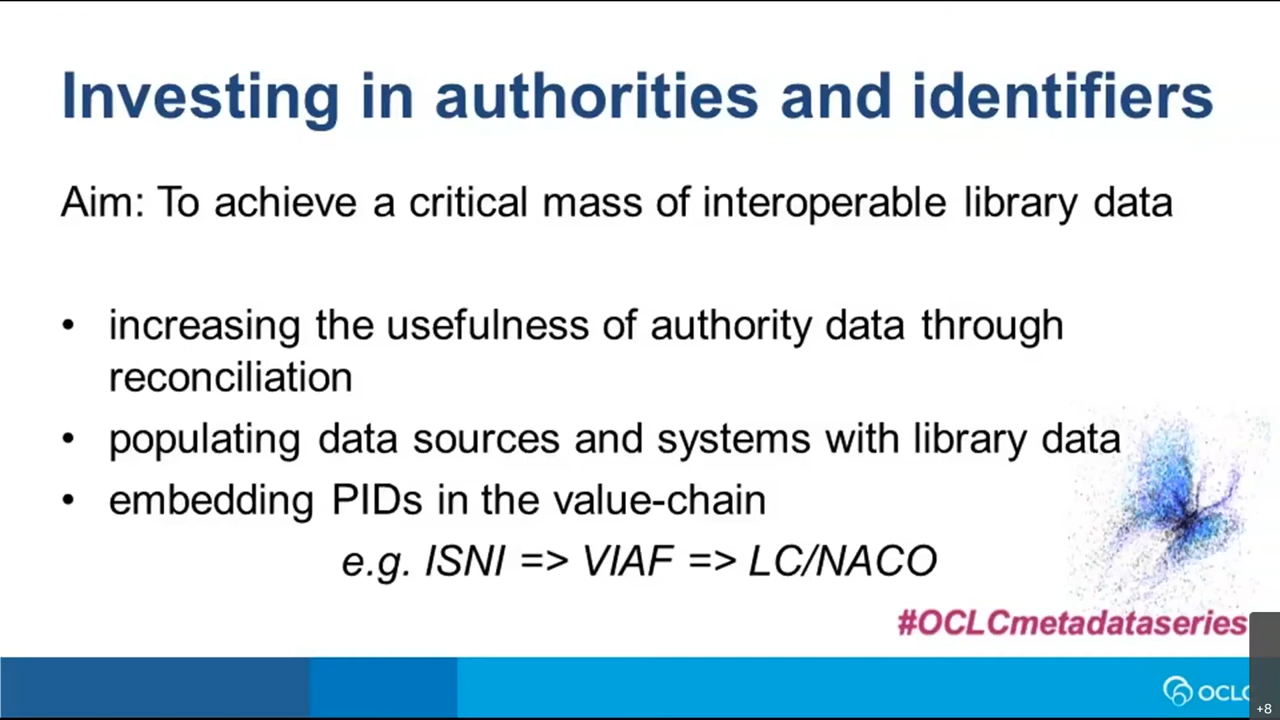 Investing in authorities and identifiers
Aim: To achieve a critical mass of interoperable library data
• increasing the usefulness of authority data through
reconciliation
• populating data sources and systems with library data
• embedding PIDs in the value-chain
e.g. ISNI => VIAF => LC/NACO
#OCLCmetadataseries
OCLC
+8